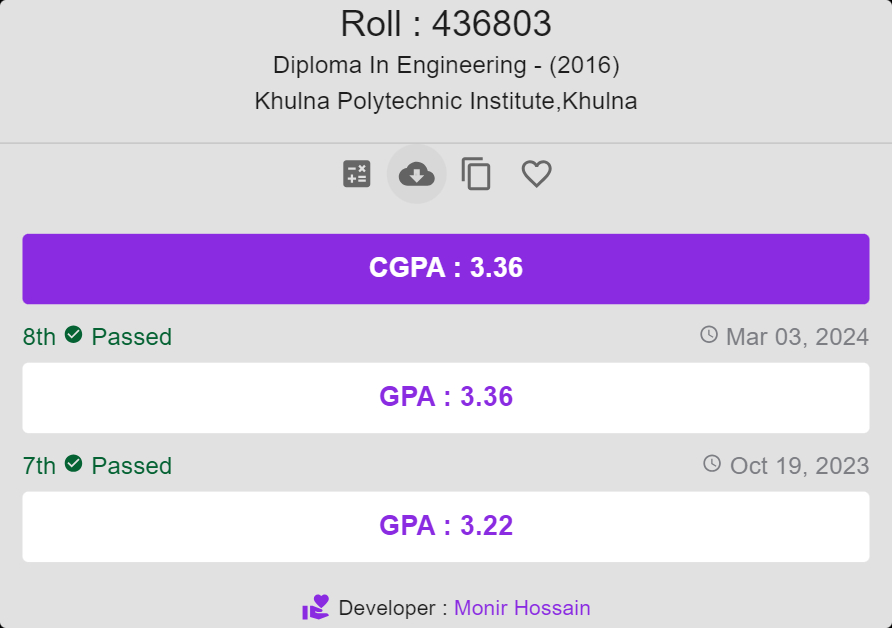 Roll : 436803
Diploma In Engineering - (2016)
Khulna Polytechnic Institute,Khulna
CGPA : 3.36
8th Passed Mar 03, 2024
GPA : 3.36
7th Passed Oct 19, 2023
GPA : 3.22
Developer : Monir Hossain